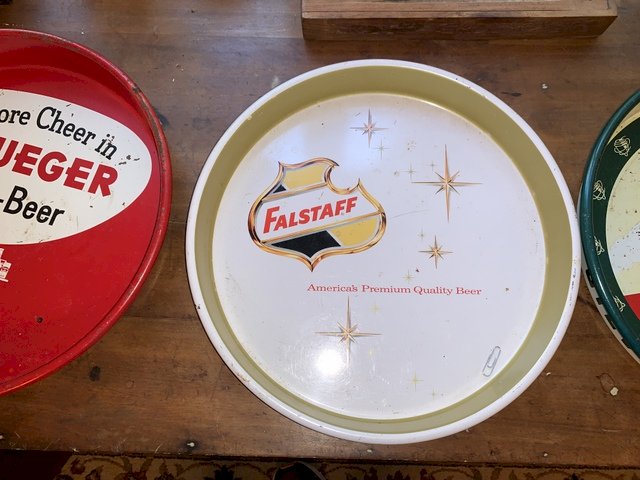 ore Cheer in
UEGER
-Beer
FALSTAFF
America's Premium Quality Beer